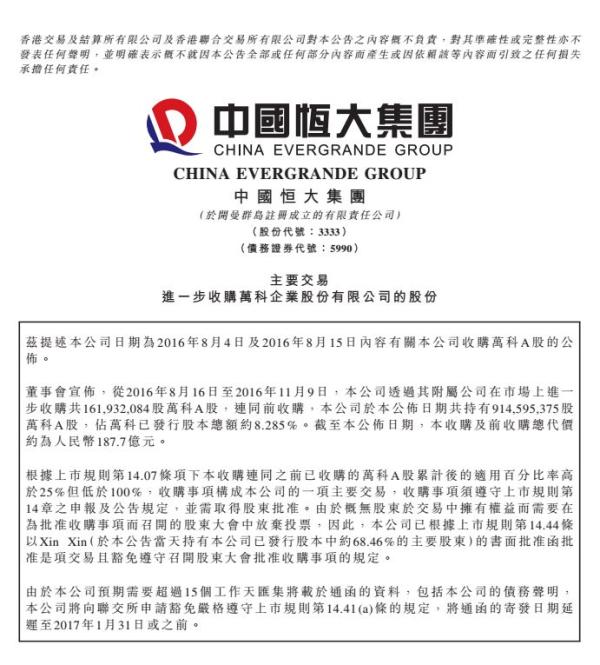 香港交易及結算所有限公司及香港聯合交易所有限公司對本公告之內容概不負責，對其準確性或完整性亦不
發表任何聲明，並明確表示概不就因本公告全部或任何部分內容而產生或因依賴該等內容而引致之任何損失
承擔任何責任。
中國恆大集團
CHINA EVERGRANDE GROUP
CHINA EVERGRANDE GROUP
中國恒大集團
(於開曼群島註冊成立的有限責任公司)
(股份代號：3333)
(債務證券代號：5990)
主要交易
進一步收購萬科企業股份有限公司的股份
茲提述本公司日期為2016年8月4日及2016年8月15日內容有關本公司收購萬科A股的公
佈。
董事會宣佈，從2016年8月16日至2016年11月9日，本公司透過其附屬公司在市場上進一
步收購共161,932,084股萬科A股，連同前收購，本公司於本公佈日期共持有914,595,375股
萬科A股，佔萬科已發行股本總額約8.285%。截至本公佈日期，本收購及前收購總代價
約為人民幣187.7億元。
根據上市規則第14.07條項下本收購連同之前已收購的萬科A股累計後的適用百分比率高
於25%但低於100%，收購事項構成本公司的一項主要交易，收購事項須遵守上市規則第
14章之申報及公告規定，並需取得股東批准。由於概無股東於交易中擁有權益而需要在
為批准收購事項而召開的股東大會中放棄投票，因此，本公司已根據上市規則第14.44條
以Xin Xin(於本公告當天持有本公司已發行股本中約68.46%的主要股東)的書面批准函批
准是項交易且豁免遵守召開股東大會批准收購事項的規定。
由於本公司預期需要超過15個工作天匯集將載於通函的資料，包括本公司的債務聲明，
本公司將向聯交所申請豁免嚴格遵守上市規則第14.41(a)條的規定，將通函的寄發日期延
遲至2017年1月31日或之前。